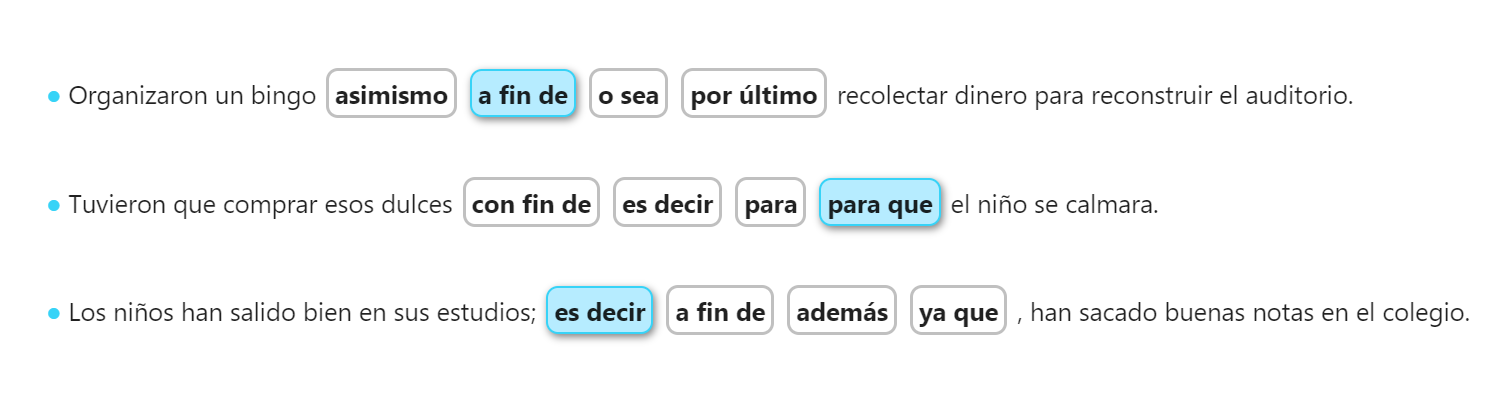 • Organizaron un bingo asimismo a fin de o sea por último recolectar dinero para reconstruir el auditorio.
• Tuvieron que comprar esos dulces con fin de es decir para para que el niño se calmara.
• Los niños han salido bien en sus estudios; es decir a fin de además ya que , han sacado buenas notas en el colegio.